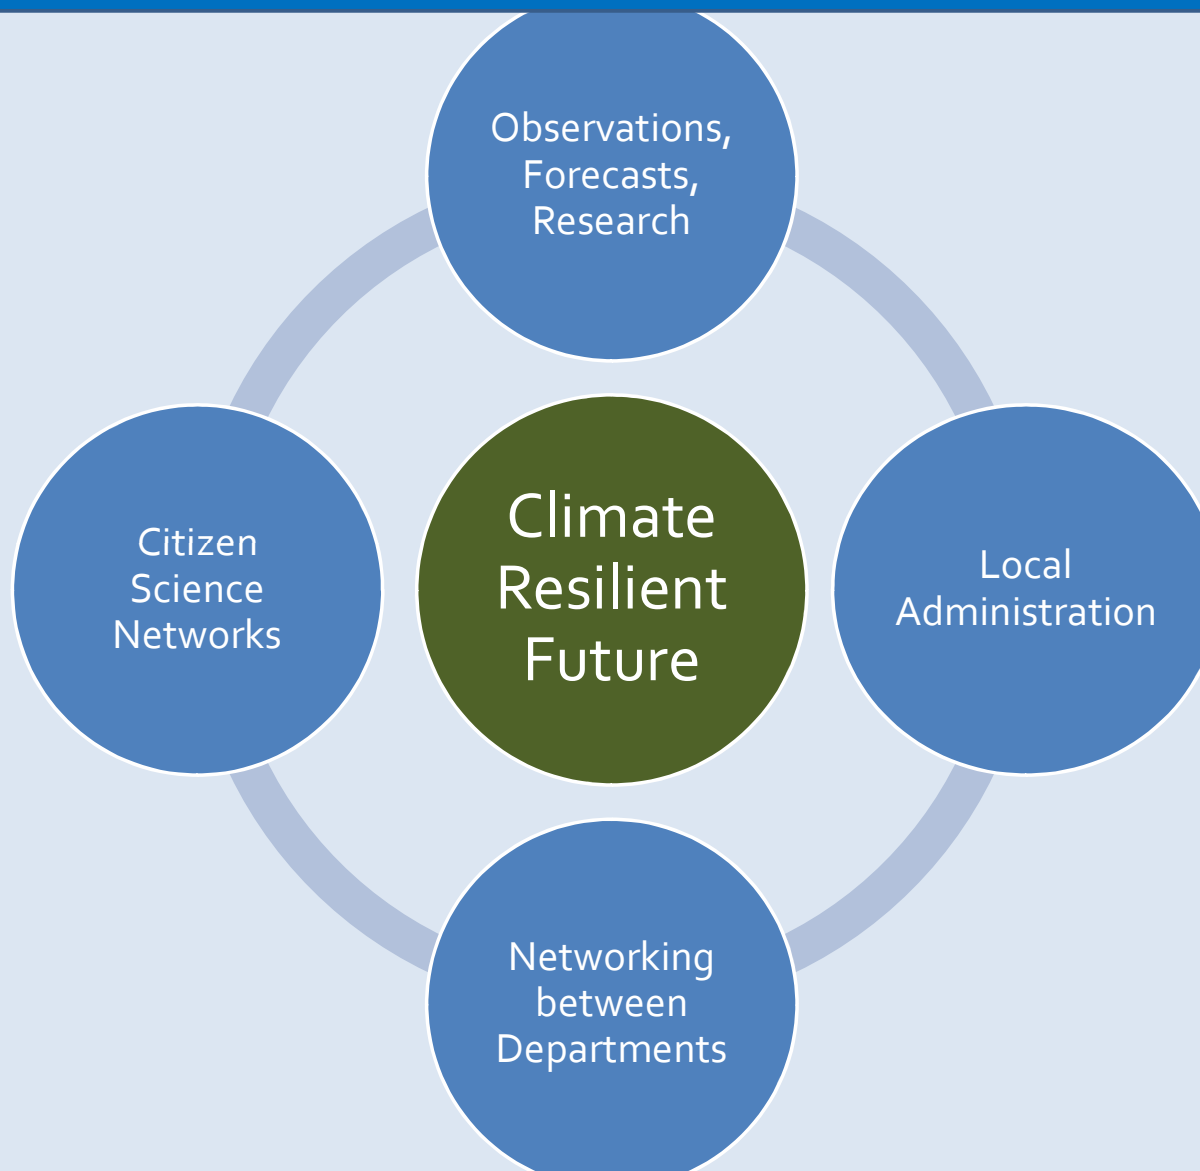 Observations,
Forecasts,
Research
Citizen
Science
Networks
Climate
Resilient
Future
Local
Administration
Networking
between
Departments